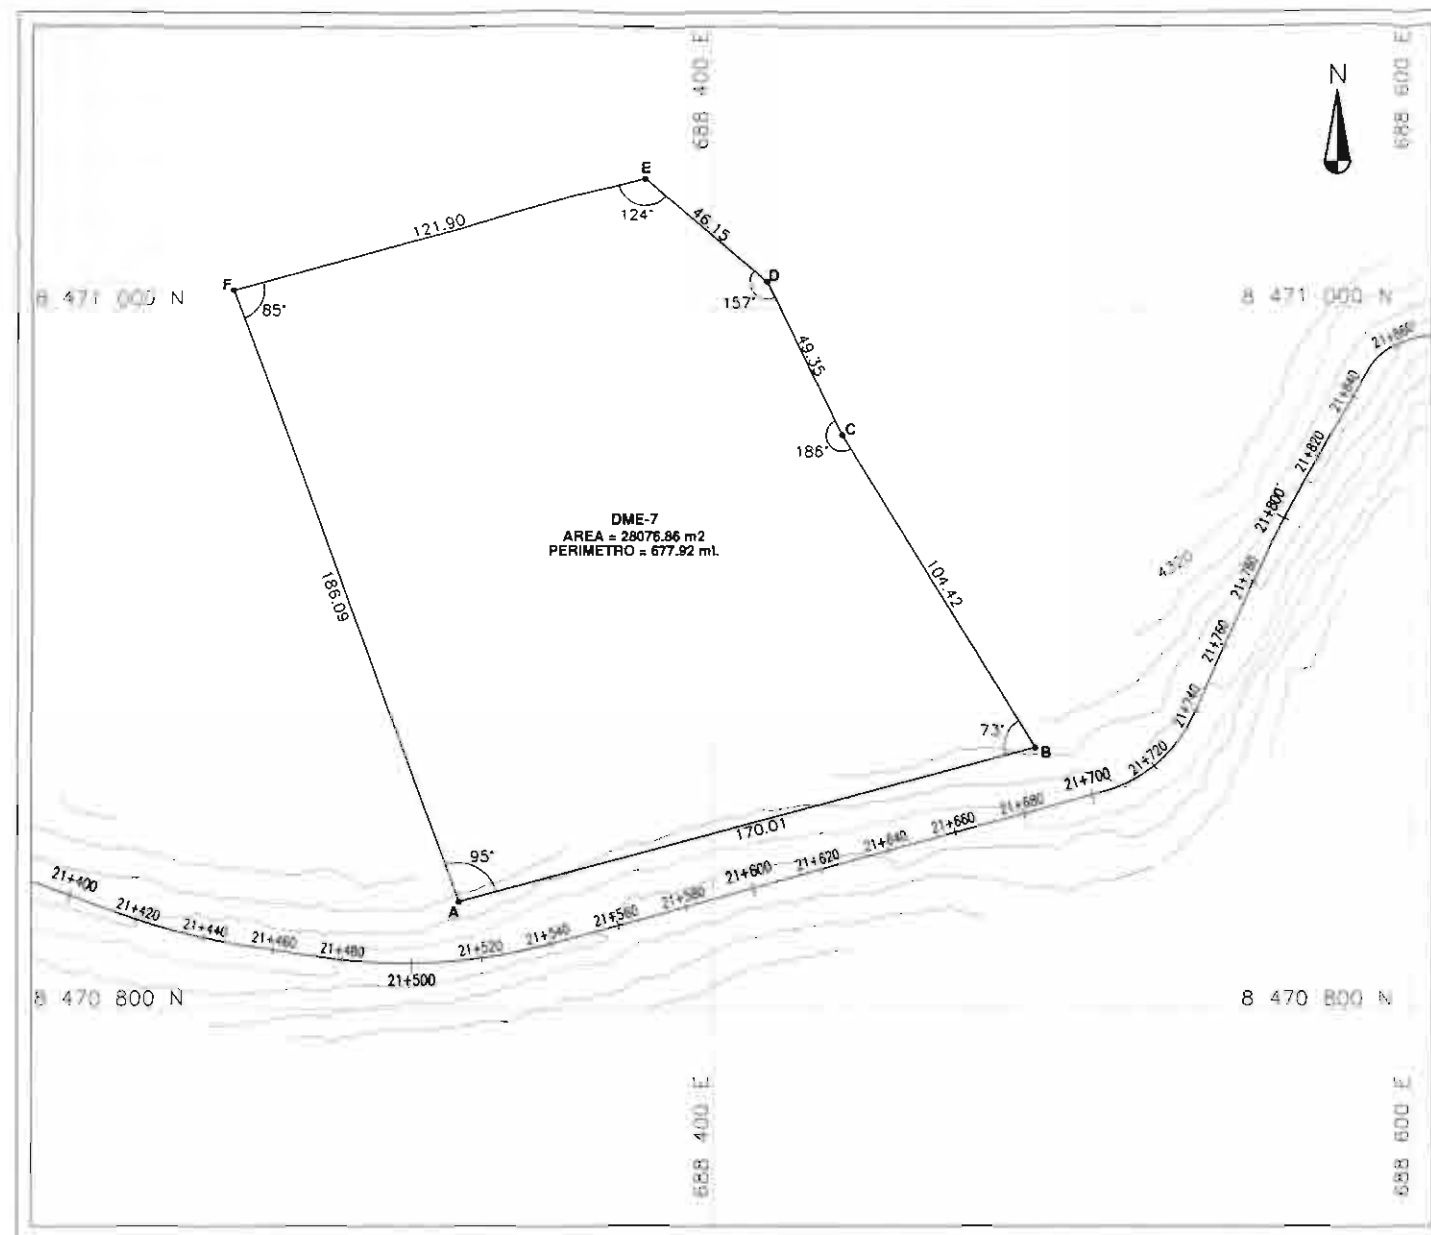 688 400 E
688 600 E
N
E
124°
46.15
121.90
D
157°
F
85°
8 471 000 N
8 471 000 N
49.35
C
186°
DME-7
AREA = 28076.86 m2
PERIMETRO = 677.92 ml.
186.09
104.42
4320
73°
B
170.01
95°
A
21+400
21+420
21+440
21+460
21+480
21+500
21+520
21+540
21+560
21+580
21+600
21+620
21+640
21+660
21+680
21+700
21+720
21+740
21+760
21+780
21+800
21+820
21+840
21+860
8 470 800 N
8 470 800 N
688 400 E
688 600 E